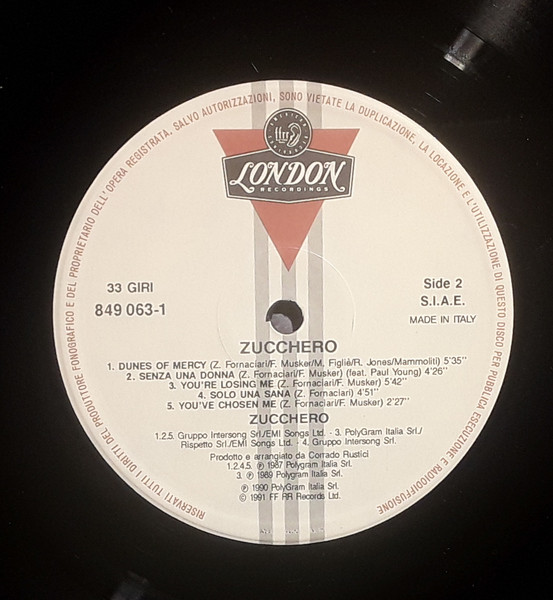 RISERVATI TUTTI I DIRITTI DEL PRODUTTORE FONOGRAFICO E DEL PROPRIETARIO DELL'OPERA REGISTRATA. SALVO AUTORIZZAZIONI, SONO VIETATE LA DUPLICAZIONE, LA LOCAZIONE E L'UTILIZZAZIONE DI QUESTO DISCO PER PUBBLICA ESECUZIONE E RADIODIFFUSIONE
ffrr
LONDON
RECORDINGS
33 GIRI
849 063-1
Side 2
S.I.A.E.
MADE IN ITALY
ZUCCHERO
1. DUNES OF MERCY (Z. Fornaciari/F. Musker/M. Figliè/R. Jones/Mammoliti) 5'35''
2. SENZA UNA DONNA (Z. Fornaciari/F. Musker) (feat. Paul Young) 4'26''
3. YOU'RE LOSING ME (Z. Fornaciari/F. Musker) 5'42''
4. SOLO UNA SANA (Z. Fornaciari) 4'51''
5. YOU'VE CHOSEN ME (Z. Fornaciari/F. Musker) 2'27''
ZUCCHERO
1.2.5. Gruppo Intersong Srl./EMI Songs Ltd. · 3. PolyGram Italia Srl./
Rispetto Srl/EMI Songs Ltd. · 4. Gruppo Intersong Srl.
Prodotto e arrangiato da Corrado Rustici
1.2.4.5. ℗ 1987 Polygram Italia Srl.
3. ℗ 1989 Polygram Italia Srl.
℗ 1990 PolyGram Italia Srl.
© 1991 FF RR Records Ltd.